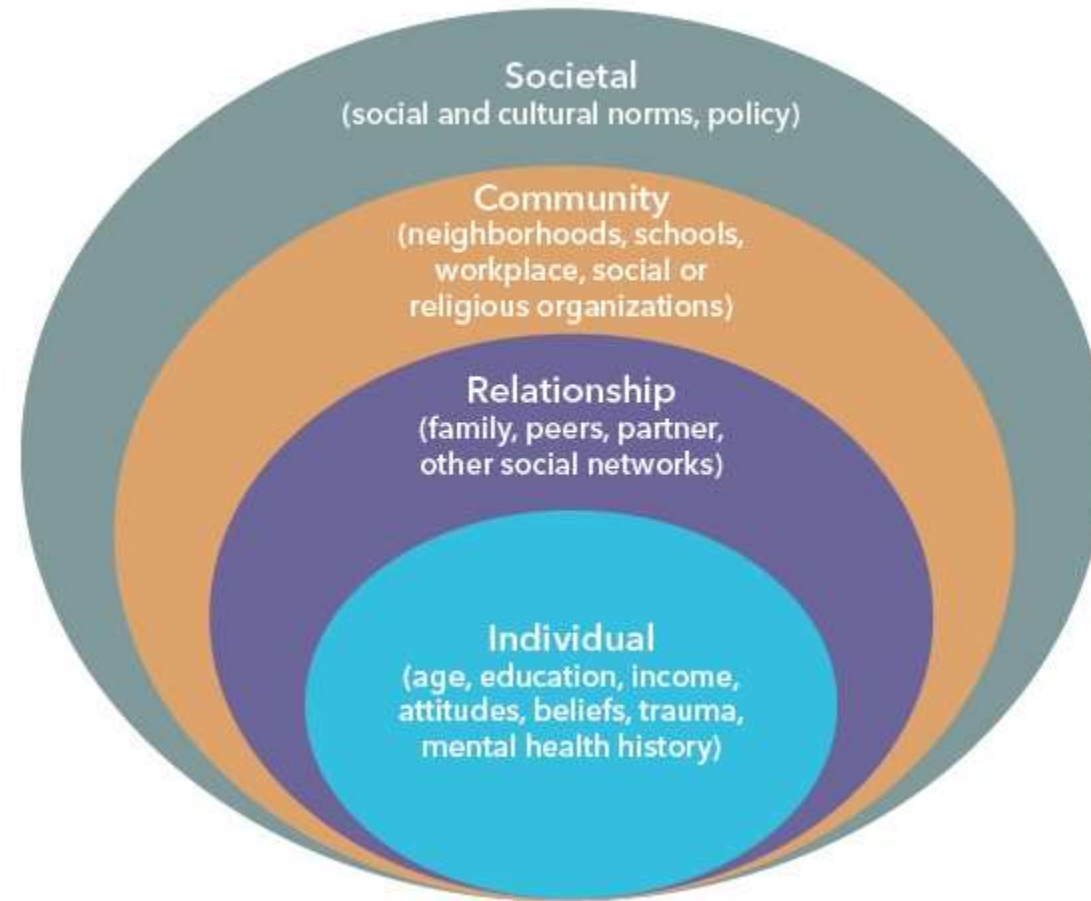 Societal
(social and cultural norms, policy)
Community
(neighborhoods, schools,
workplace, social or
religious organizations)
Relationship
(family, peers, partner,
other social networks)
Individual
(age, education, income,
attitudes, beliefs, trauma,
mental health history)